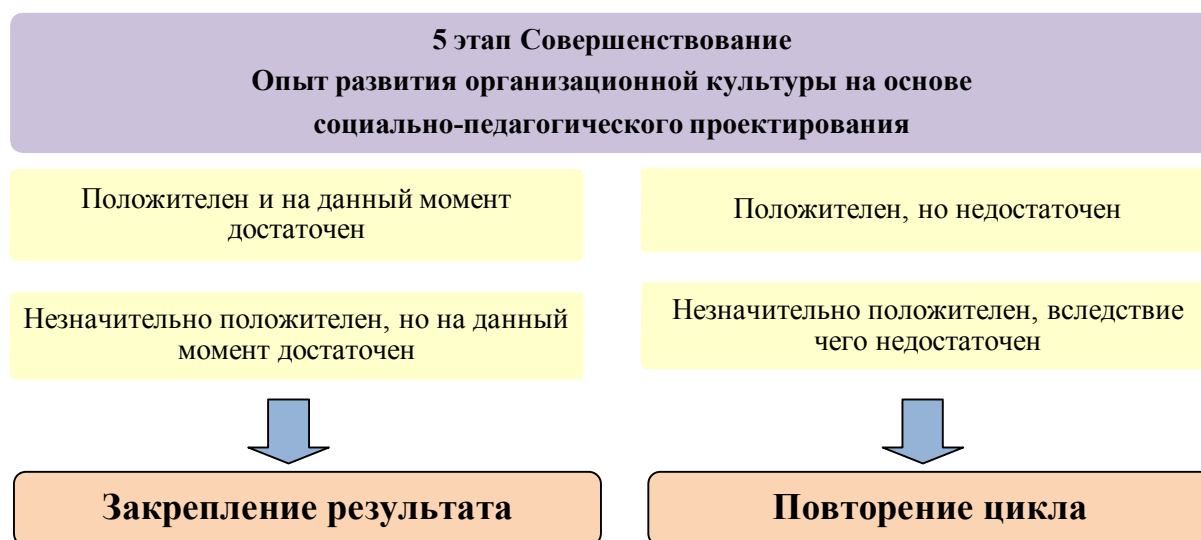 5 этап Совершенствование
Опыт развития организационной культуры на основе
социально-педагогического проектирования
Положителен и на данный момент
достаточен
Положителен, но недостаточен
Незначительно положителен, но на данный
момент достаточен
Незначительно положителен, вследствие
чего недостаточен
Закрепление результата
Повторение цикла